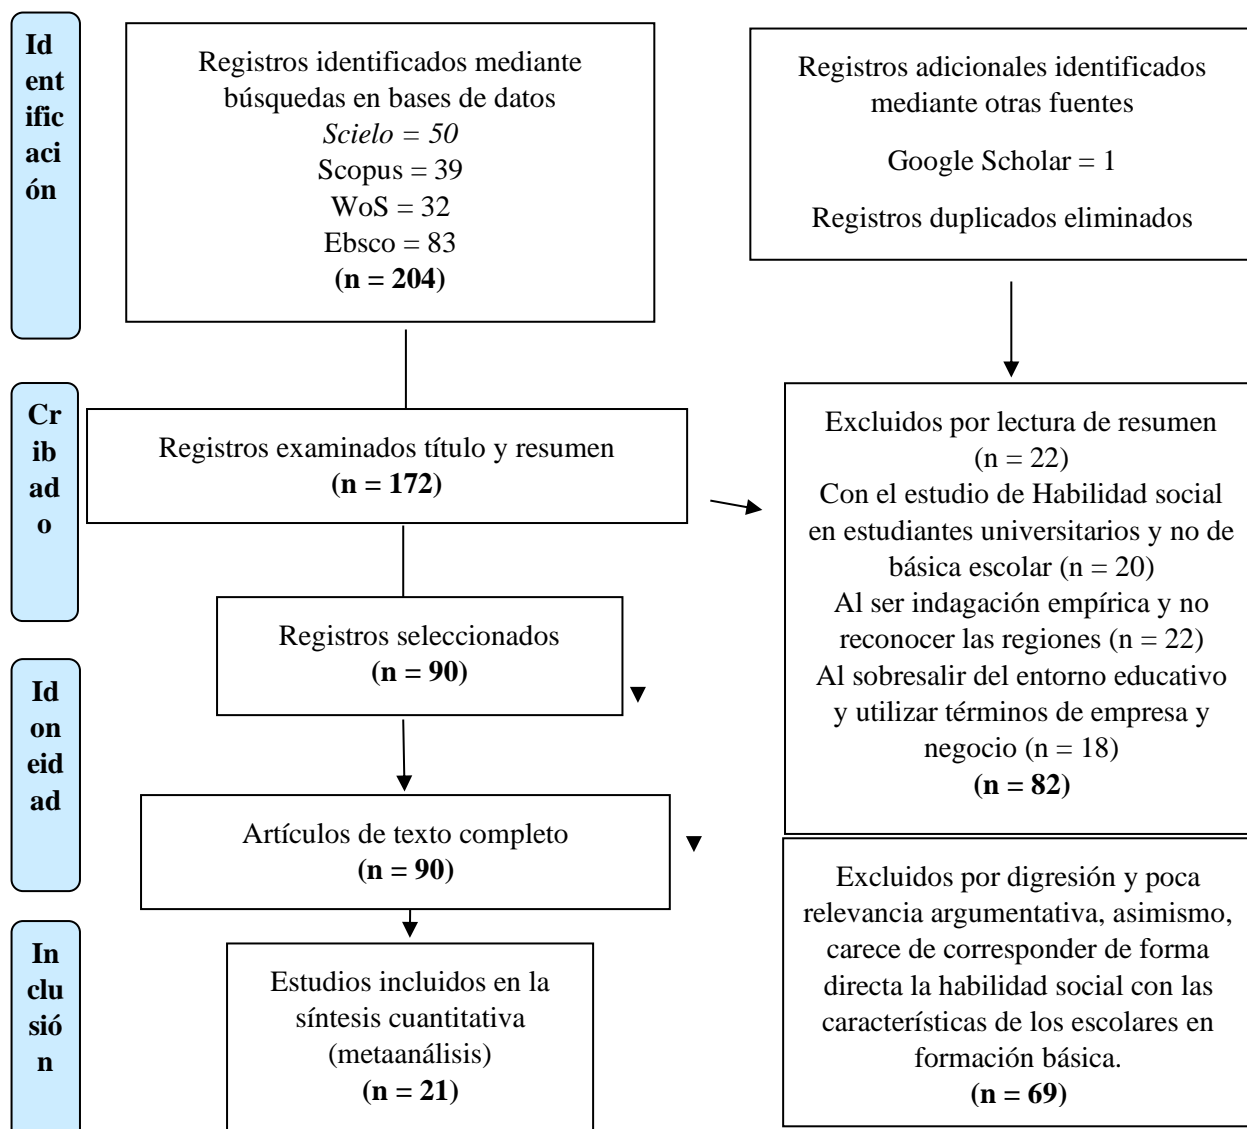 Id
ent
ific
aci
ón
Registros identificados mediante
búsquedas en bases de datos
Scielo = 50
Scopus = 39
WoS = 32
Ebsco = 83
(n = 204)
Registros adicionales identificados
mediante otras fuentes
Google Scholar = 1
Registros duplicados eliminados
Cr
ib
ad
o
Registros examinados título y resumen
(n = 172)
Excluidos por lectura de resumen
(n = 22)
Con el estudio de Habilidad social
en estudiantes universitarios y no de
básica escolar (n = 20)
Al ser indagación empírica y no
reconocer las regiones (n = 22)
Al sobresalir del entorno educativo
y utilizar términos de empresa y
negocio (n = 18)
(n = 82)
Registros seleccionados
(n = 90)
Id
on
eid
ad
Artículos de texto completo
(n = 90)
Excluidos por digresión y poca
relevancia argumentativa, asimismo,
carece de corresponder de forma
directa la habilidad social con las
características de los escolares en
formación básica.
(n = 69)
In
clu
sió
n
Estudios incluidos en la
síntesis cuantitativa
(metaanálisis)
(n = 21)